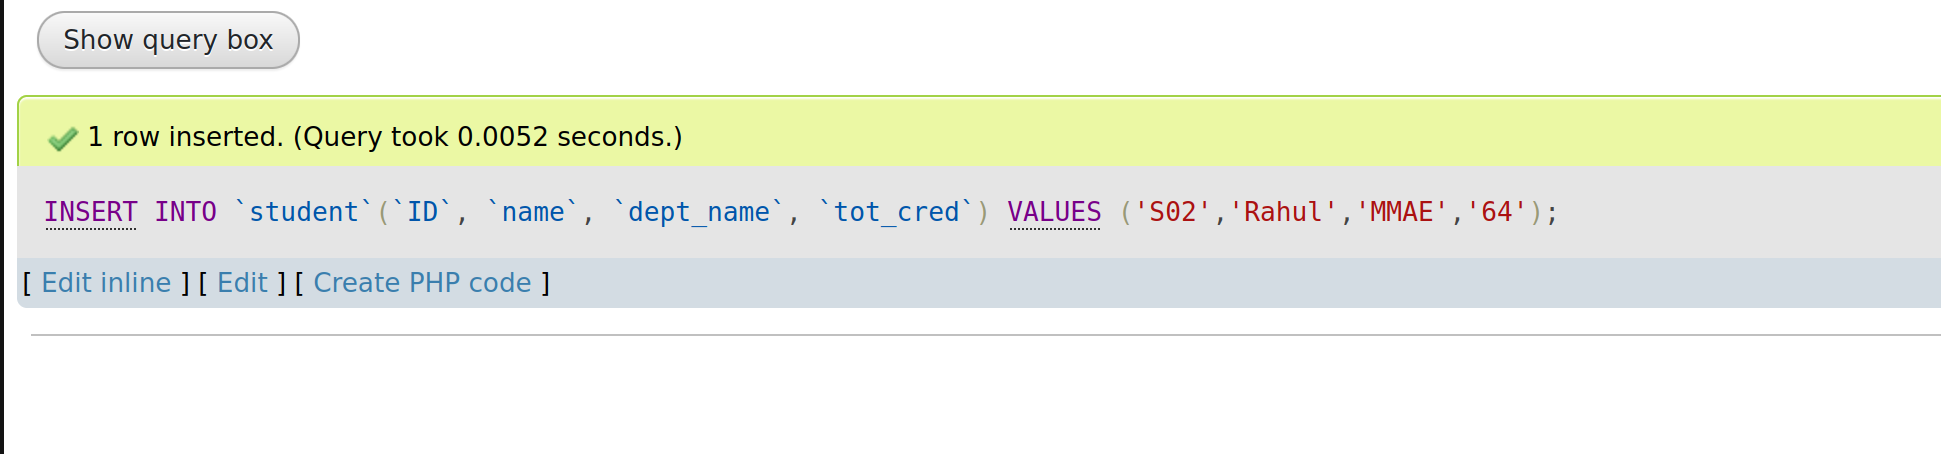 Show query box
1 row inserted. (Query took 0.0052 seconds.)
INSERT INTO `student`(`ID`, `name`, `dept_name`, `tot_cred`) VALUES ('S02','Rahul','MMAE','64');
[ Edit inline ] [ Edit ] [ Create PHP code ]